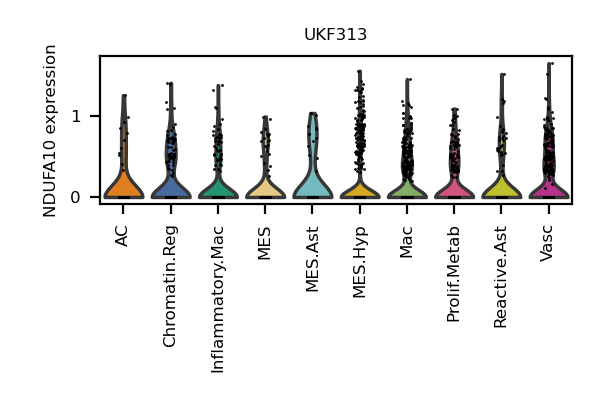 UKF313
NDUFA10 expression
1
0
AC
Chromatin.Reg
Inflammatory.Mac
MES
MES.Ast
MES.Hyp
Mac
Prolif.Metab
Reactive.Ast
Vasc